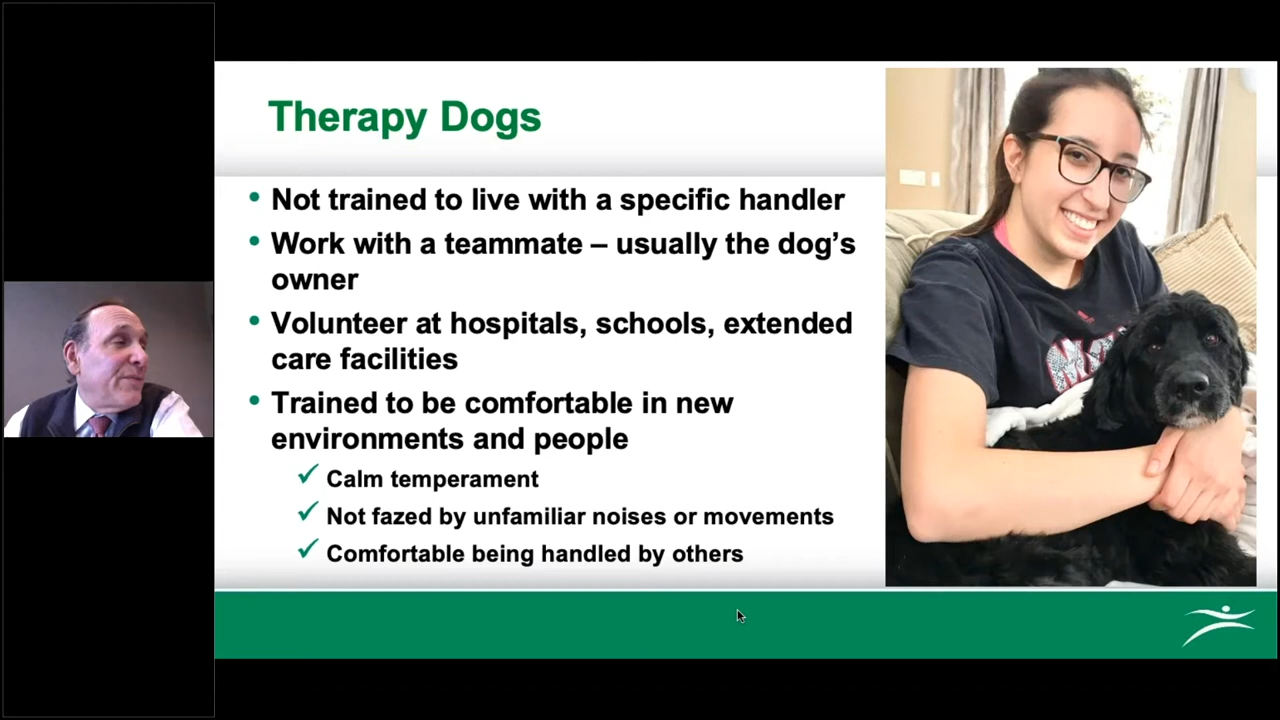 Therapy Dogs
• Not trained to live with a specific handler
• Work with a teammate – usually the dog’s
owner
• Volunteer at hospitals, schools, extended
care facilities
• Trained to be comfortable in new
environments and people
✓ Calm temperament
✓ Not fazed by unfamiliar noises or movements
✓ Comfortable being handled by others